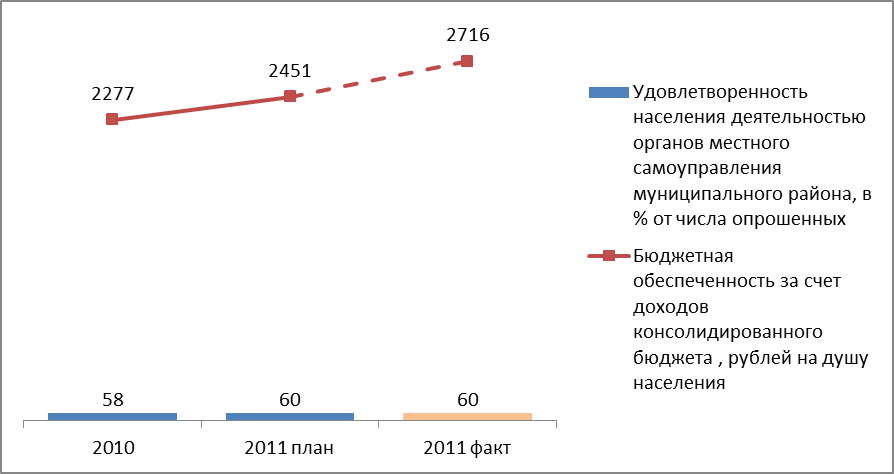 2716
2451
2277
58
60
60
2010
2011 план
2011 факт
Удовлетворенность
населения деятельностью
органов местного
самоуправления
муниципального района, в
% от числа опрошенных
Бюджетная
обеспеченность за счет
доходов
консолидированного
бюджета , рублей на душу
населения